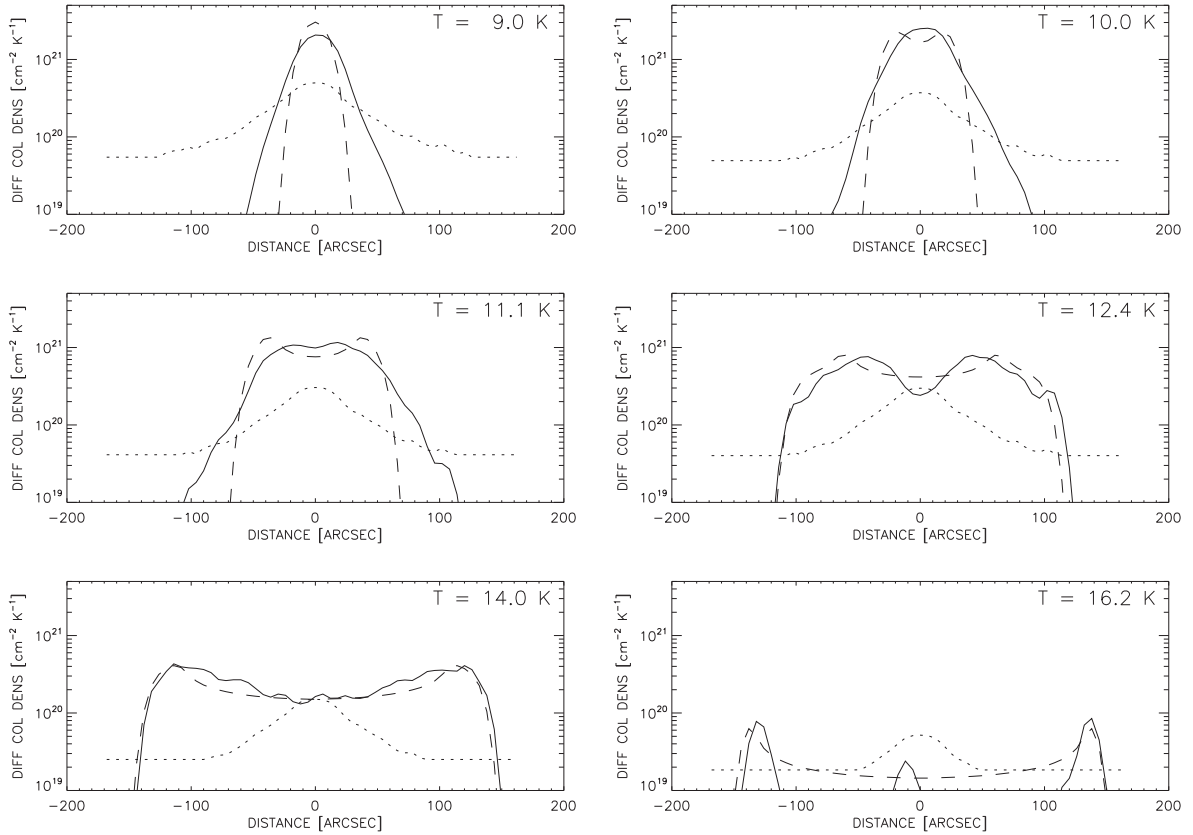 T = 9.0 K
DIFF COL DENS [cm⁻² K⁻¹]
10²¹
10²⁰
10¹⁹
−200 −100 0 100 200
DISTANCE [ARCSEC]
T = 10.0 K
DIFF COL DENS [cm⁻² K⁻¹]
10²¹
10²⁰
10¹⁹
−200 −100 0 100 200
DISTANCE [ARCSEC]
T = 11.1 K
DIFF COL DENS [cm⁻² K⁻¹]
10²¹
10²⁰
10¹⁹
−200 −100 0 100 200
DISTANCE [ARCSEC]
T = 12.4 K
DIFF COL DENS [cm⁻² K⁻¹]
10²¹
10²⁰
10¹⁹
−200 −100 0 100 200
DISTANCE [ARCSEC]
T = 14.0 K
DIFF COL DENS [cm⁻² K⁻¹]
10²¹
10²⁰
10¹⁹
−200 −100 0 100 200
DISTANCE [ARCSEC]
T = 16.2 K
DIFF COL DENS [cm⁻² K⁻¹]
10²¹
10²⁰
10¹⁹
−200 −100 0 100 200
DISTANCE [ARCSEC]